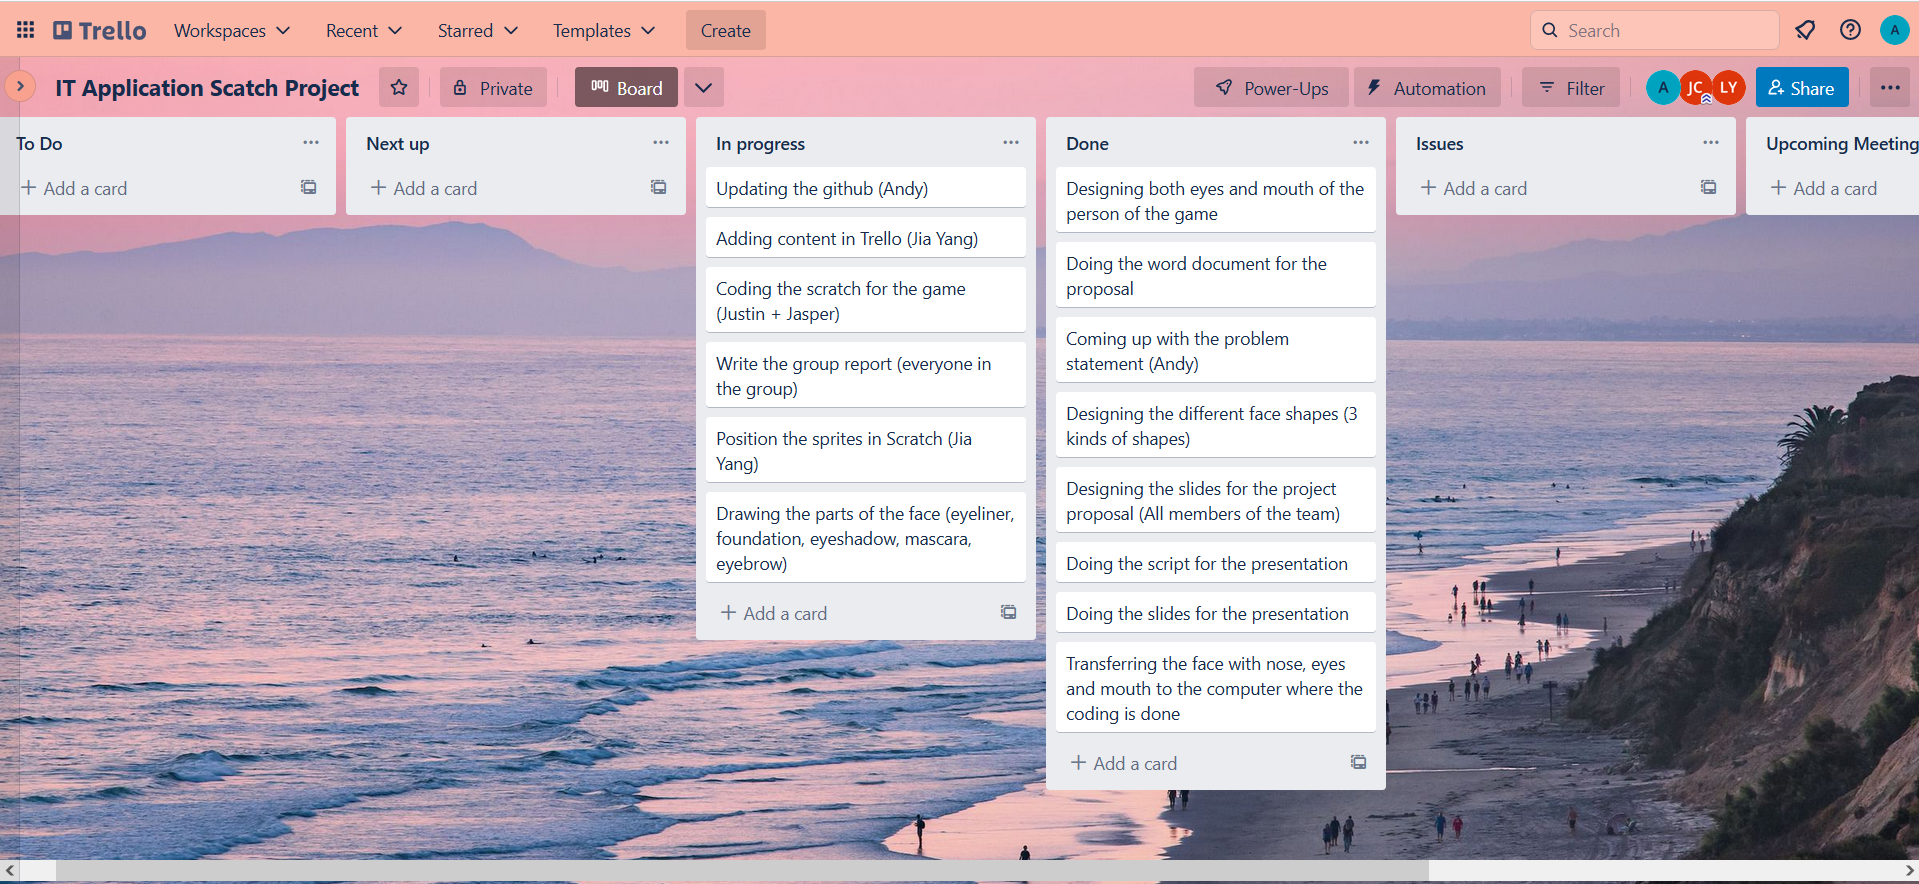 Trello
Workspaces
Recent
Starred
Templates
Create
Search
A
IT Application Scatch Project
Private
Board
Power-Ups
Automation
Filter
A
JC
LY
Share
To Do
Add a card
Next up
Add a card
In progress
Updating the github (Andy)
Adding content in Trello (Jia Yang)
Coding the scratch for the game
(Justin + Jasper)
Write the group report (everyone in
the group)
Position the sprites in Scratch (Jia
Yang)
Drawing the parts of the face (eyeliner,
foundation, eyeshadow, mascara,
eyebrow)
Add a card
Done
Designing both eyes and mouth of the
person of the game
Doing the word document for the
proposal
Coming up with the problem
statement (Andy)
Designing the different face shapes (3
kinds of shapes)
Designing the slides for the project
proposal (All members of the team)
Doing the script for the presentation
Doing the slides for the presentation
Transferring the face with nose, eyes
and mouth to the computer where the
coding is done
Add a card
Issues
Add a card
Upcoming Meeting
Add a card